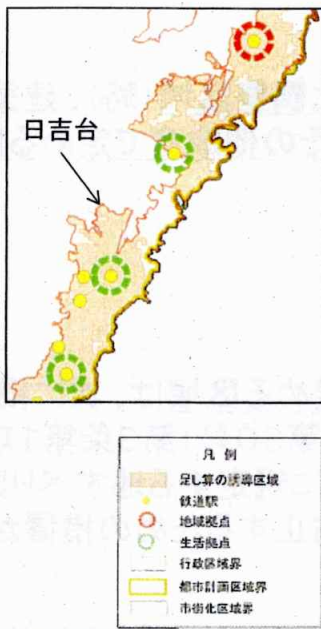 日吉台
凡例
足し算の誘導区域
鉄道駅
地域拠点
生活拠点
行政区域界
都市計画区域界
市街化区域界